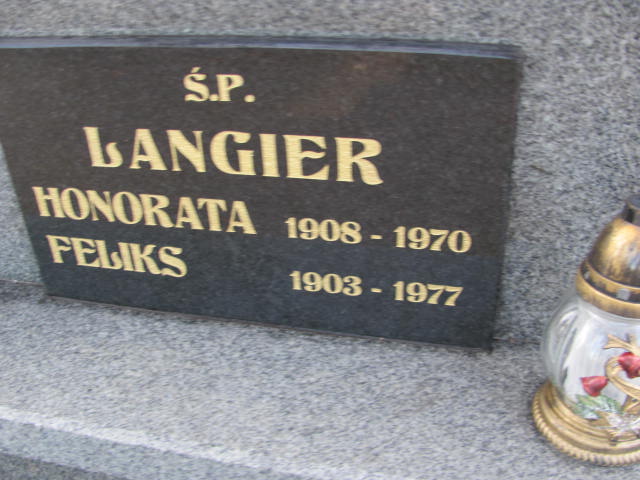 Ś.P.
LANGIER
HONORATA 1908 - 1970
FELIKS 1903 - 1977